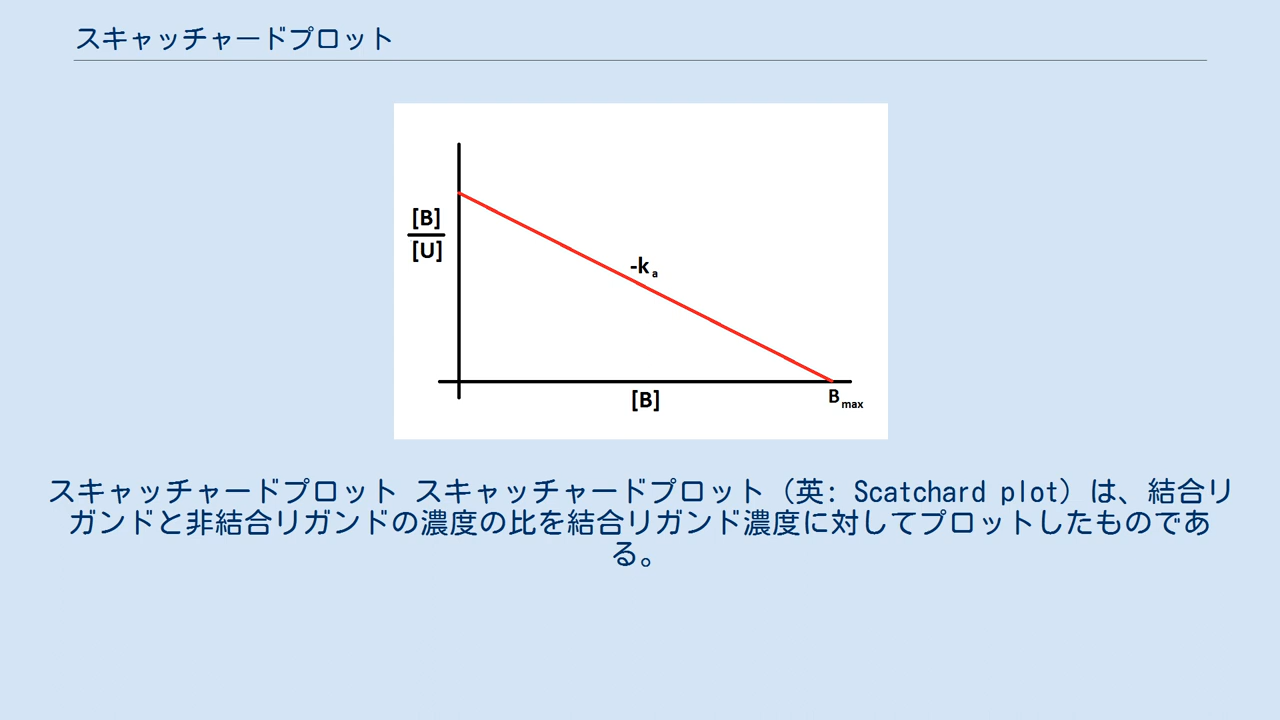 スキャッチャードプロット
[B]
[U]
-ka
[B]
Bmax
スキャッチャードプロット スキャッチャードプロット（英: Scatchard plot）は、結合リ
ガンドと非結合リガンドの濃度の比を結合リガンド濃度に対してプロットしたものであ
る。